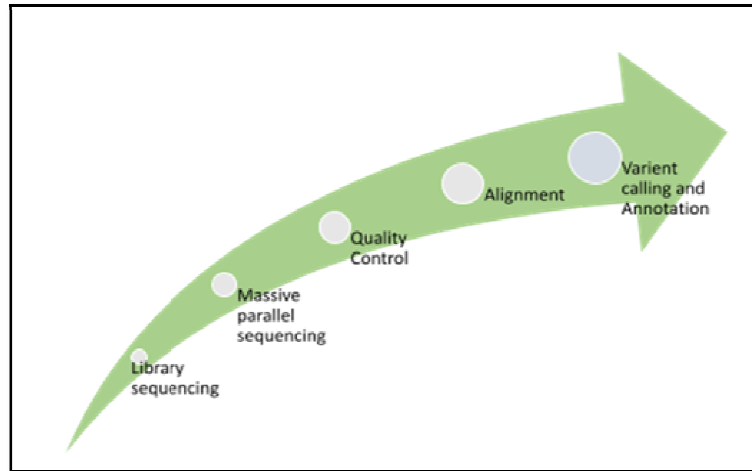 Varient
calling and
Annotation
Alignment
Quality
Control
Massive
parallel
sequencing
Library
sequencing